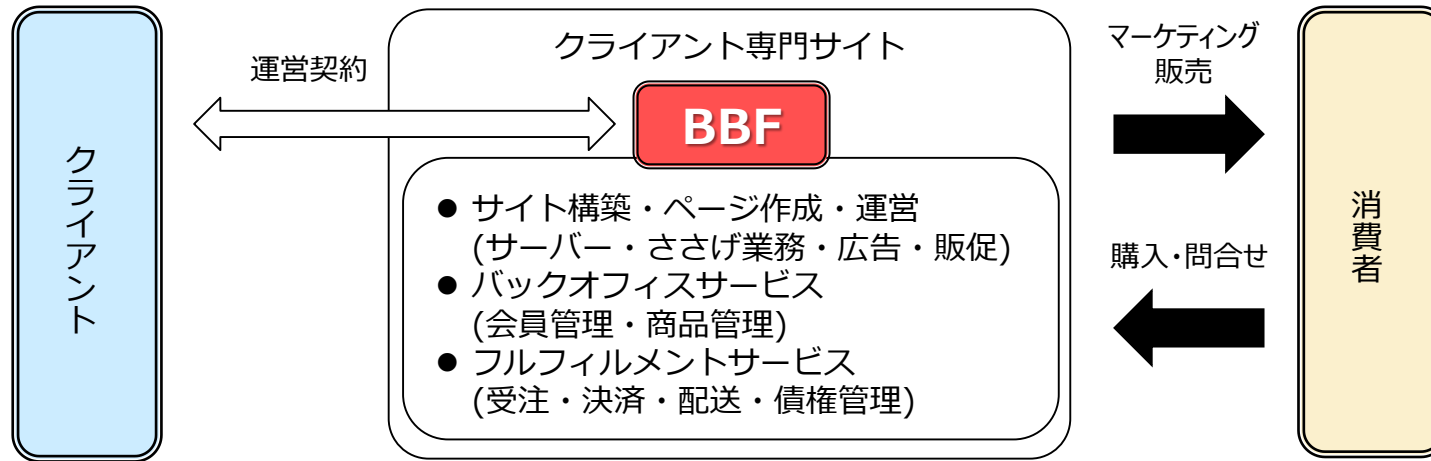 クライアント
運営契約
クライアント専門サイト
BBF
● サイト構築・ページ作成・運営
(サーバー・ささげ業務・広告・販促)
● バックオフィスサービス
(会員管理・商品管理)
● フルフィルメントサービス
(受注・決済・配送・債権管理)
マーケティング
販売
購入・問合せ
消費者